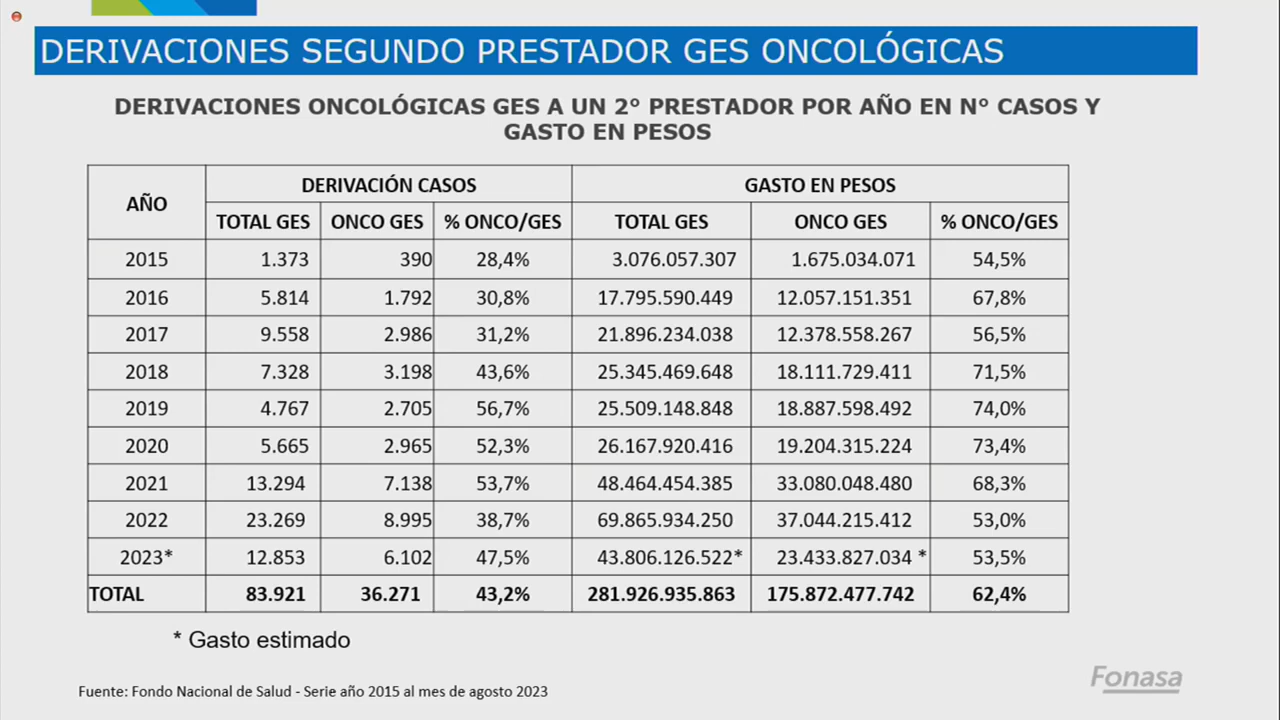 DERIVACIONES SEGUNDO PRESTADOR GES ONCOLÓGICAS
DERIVACIONES ONCOLÓGICAS GES A UN 2° PRESTADOR POR AÑO EN N° CASOS Y
GASTO EN PESOS
AÑO DERIVACIÓN CASOS GASTO EN PESOS
TOTAL GES ONCO GES % ONCO/GES TOTAL GES ONCO GES % ONCO/GES
2015 1.373 390 28,4% 3.076.057.307 1.675.034.071 54,5%
2016 5.814 1.792 30,8% 17.795.590.449 12.057.151.351 67,8%
2017 9.558 2.986 31,2% 21.896.234.038 12.378.558.267 56,5%
2018 7.328 3.198 43,6% 25.345.469.648 18.111.729.411 71,5%
2019 4.767 2.705 56,7% 25.509.148.848 18.887.598.492 74,0%
2020 5.665 2.965 52,3% 26.167.920.416 19.204.315.224 73,4%
2021 13.294 7.138 53,7% 48.464.454.385 33.080.048.480 68,3%
2022 23.269 8.995 38,7% 69.865.934.250 37.044.215.412 53,0%
2023* 12.853 6.102 47,5% 43.806.126.522* 23.433.827.034 * 53,5%
TOTAL 83.921 36.271 43,2% 281.926.935.863 175.872.477.742 62,4%
* Gasto estimado
Fuente: Fondo Nacional de Salud - Serie año 2015 al mes de agosto 2023
Fonasa